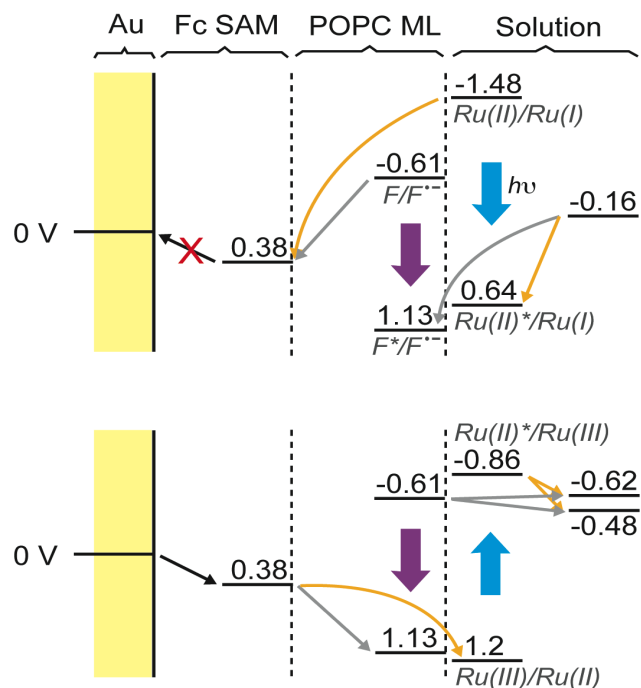 Au Fc SAM POPC ML Solution
-1.48
Ru(II)/Ru(I)
-0.61
F/F•−
hυ
-0.16
0 V
0.38
0.64
Ru(II)*/Ru(I)
1.13
F*/F•−
X
Ru(II)*/Ru(III)
-0.86
-0.61
-0.62
-0.48
0 V
0.38
1.13
1.2
Ru(III)/Ru(II)